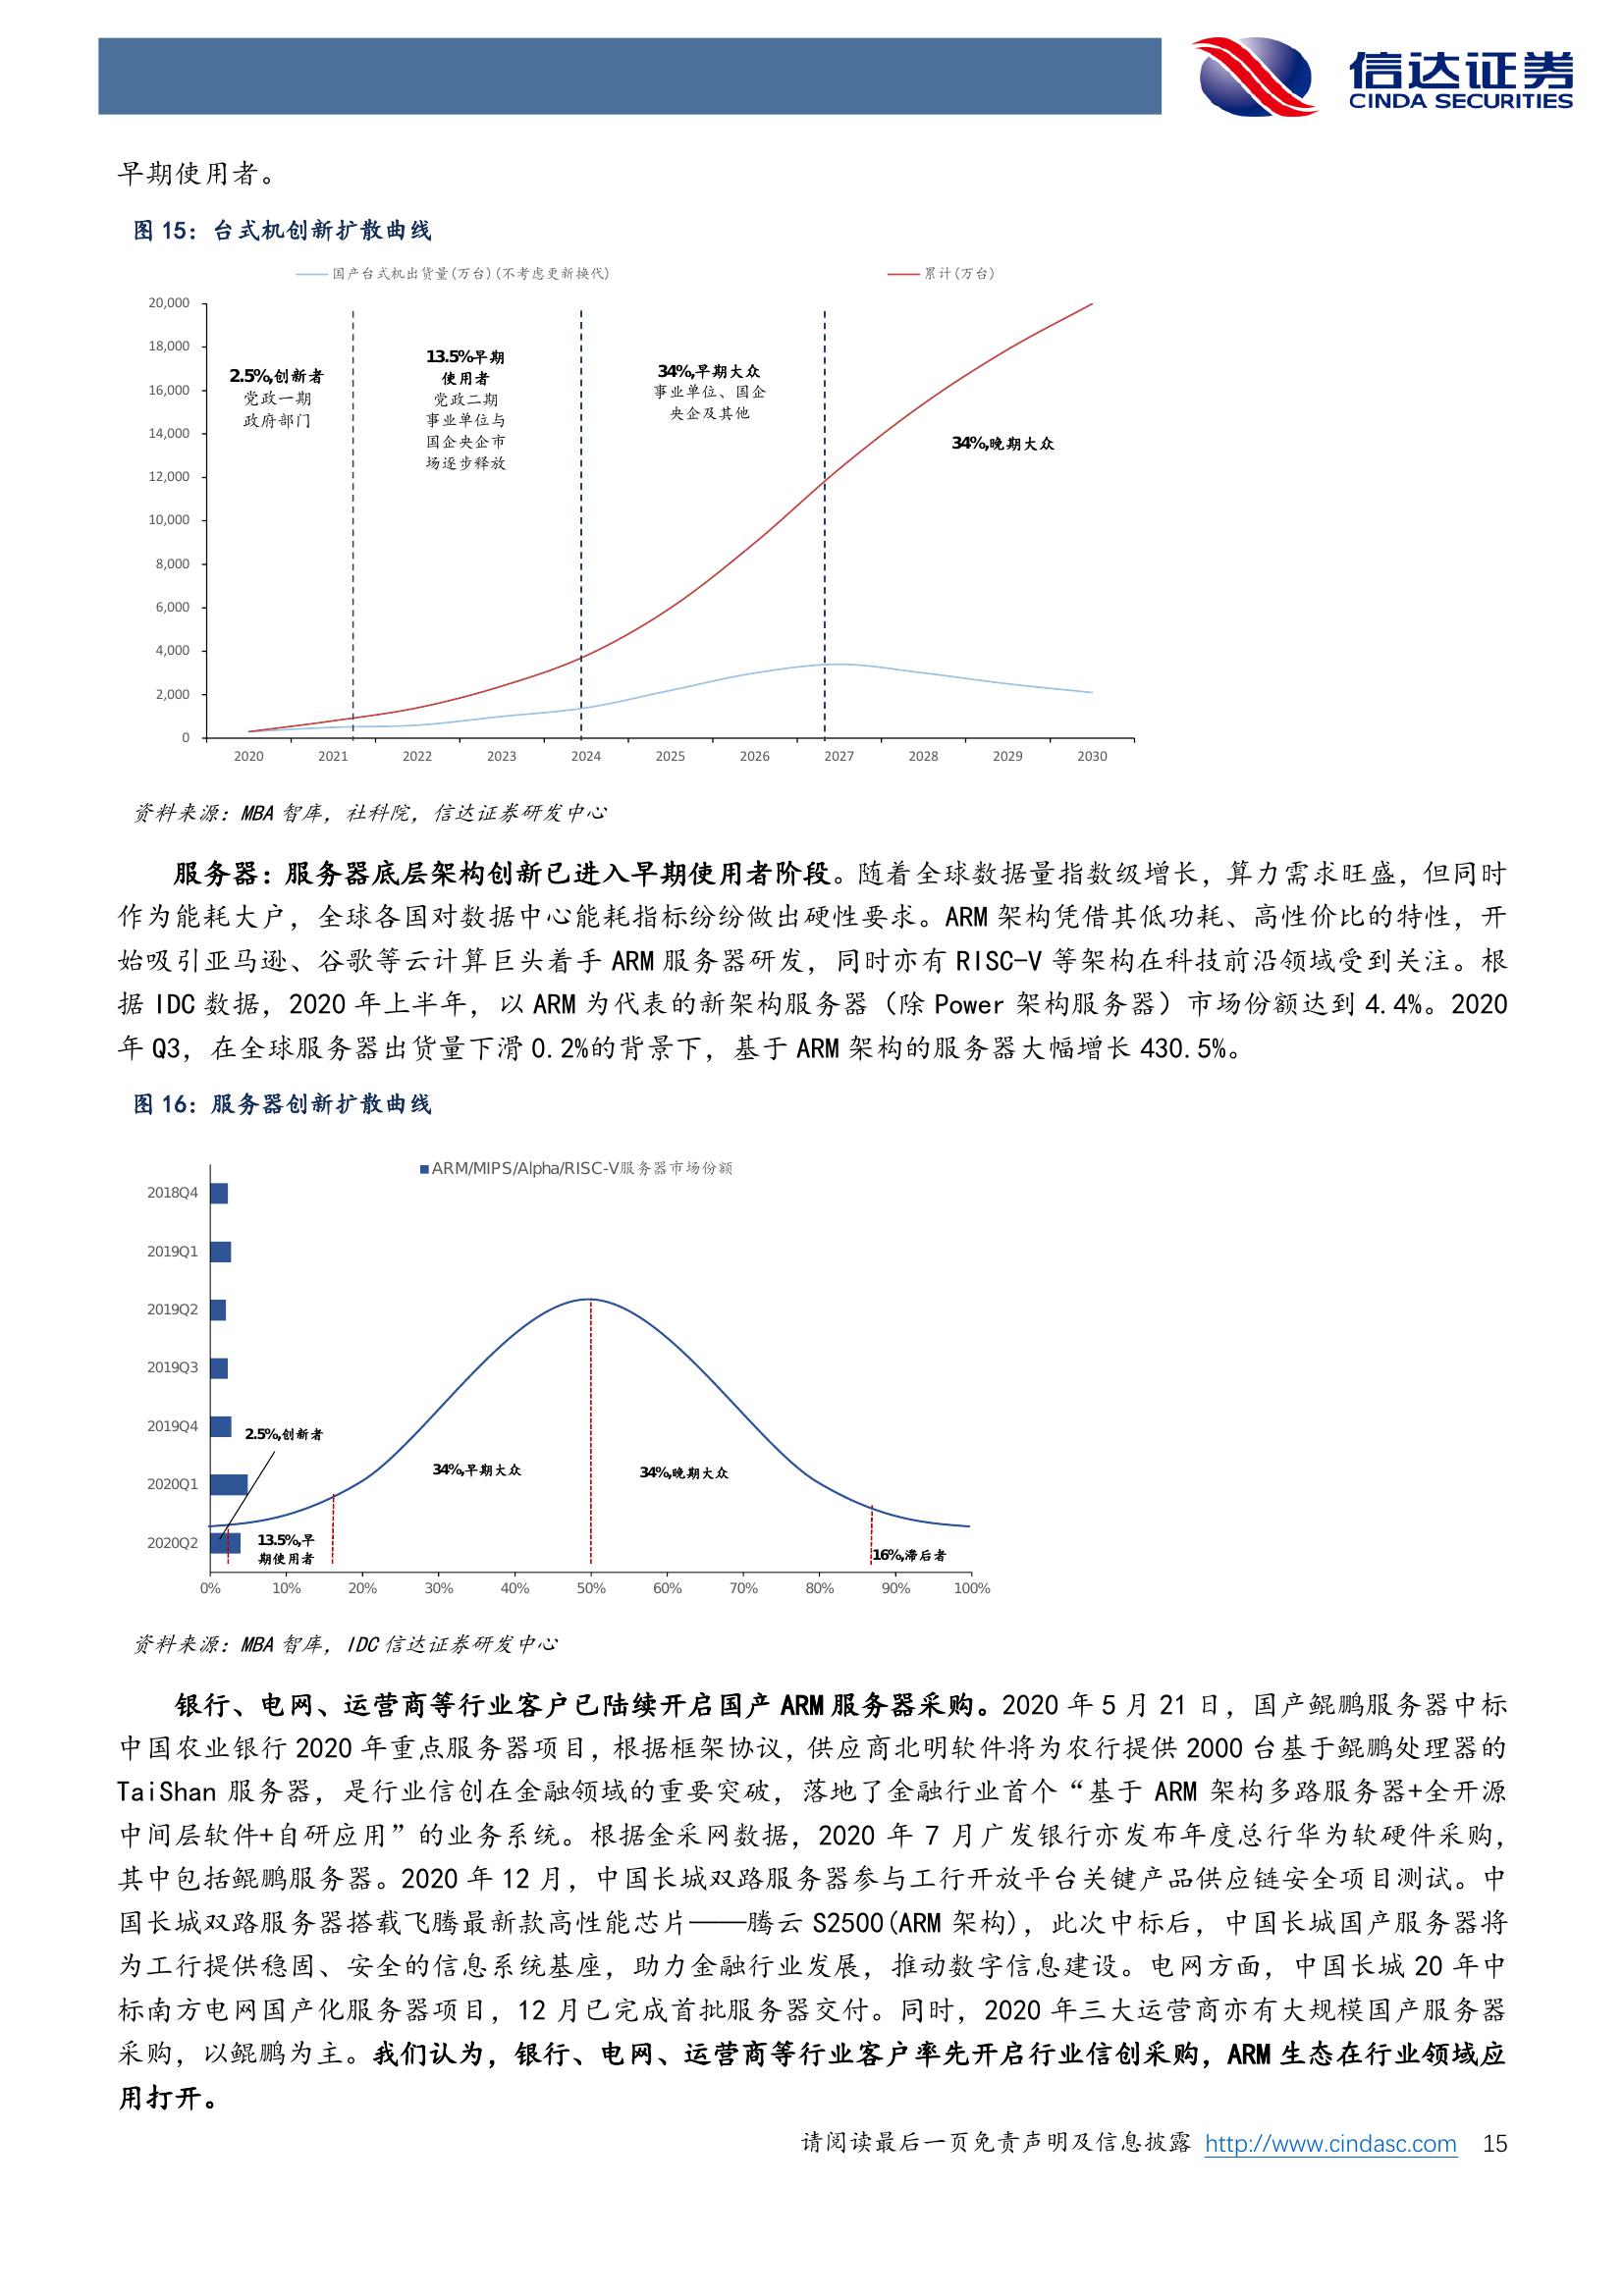 信达证券
CINDA SECURITIES
早期使用者。
图 15：台式机创新扩散曲线
国产台式机出货量(万台)(不考虑更新换代)
累计(万台)
20,000
18,000
16,000
14,000
12,000
10,000
8,000
6,000
4,000
2,000
0
2.5%,创新者
党政一期
政府部门
13.5%早期
使用者
党政二期
事业单位与
国企央企市
场逐步释放
34%,早期大众
事业单位、国企
央企及其他
34%,晚期大众
2020 2021 2022 2023 2024 2025 2026 2027 2028 2029 2030
资料来源：MBA 智库，社科院，信达证券研发中心
服务器：服务器底层架构创新已进入早期使用者阶段。随着全球数据量指数级增长，算力需求旺盛，但同时
作为能耗大户，全球各国对数据中心能耗指标纷纷做出硬性要求。ARM 架构凭借其低功耗、高性价比的特性，开
始吸引亚马逊、谷歌等云计算巨头着手 ARM 服务器研发，同时亦有 RISC-V 等架构在科技前沿领域受到关注。根
据 IDC 数据，2020 年上半年，以 ARM 为代表的新架构服务器（除 Power 架构服务器）市场份额达到 4.4%。2020
年 Q3，在全球服务器出货量下滑 0.2%的背景下，基于 ARM 架构的服务器大幅增长 430.5%。
图 16：服务器创新扩散曲线
ARM/MIPS/Alpha/RISC-V服务器市场份额
2018Q4
2019Q1
2019Q2
2019Q3
2019Q4
2020Q1
2020Q2
2.5%,创新者
13.5%,早
期使用者
34%,早期大众
34%,晚期大众
16%,滞后者
0% 10% 20% 30% 40% 50% 60% 70% 80% 90% 100%
资料来源：MBA 智库，IDC 信达证券研发中心
银行、电网、运营商等行业客户已陆续开启国产 ARM 服务器采购。2020 年 5 月 21 日，国产鲲鹏服务器中标
中国农业银行 2020 年重点服务器项目，根据框架协议，供应商北明软件将为农行提供 2000 台基于鲲鹏处理器的
TaiShan 服务器，是行业信创在金融领域的重要突破，落地了金融行业首个“基于 ARM 架构多路服务器+全开源
中间层软件+自研应用”的业务系统。根据金采网数据，2020 年 7 月广发银行亦发布年度总行华为软硬件采购，
其中包括鲲鹏服务器。2020 年 12 月，中国长城双路服务器参与工行开放平台关键产品供应链安全项目测试。中
国长城双路服务器搭载飞腾最新款高性能芯片——腾云 S2500(ARM 架构)，此次中标后，中国长城国产服务器将
为工行提供稳固、安全的信息系统基座，助力金融行业发展，推动数字信息建设。电网方面，中国长城 20 年中
标南方电网国产化服务器项目，12 月已完成首批服务器交付。同时，2020 年三大运营商亦有大规模国产服务器
采购，以鲲鹏为主。我们认为，银行、电网、运营商等行业客户率先开启行业信创采购，ARM 生态在行业领域应
用打开。
请阅读最后一页免责声明及信息披露 http://www.cindasc.com 15